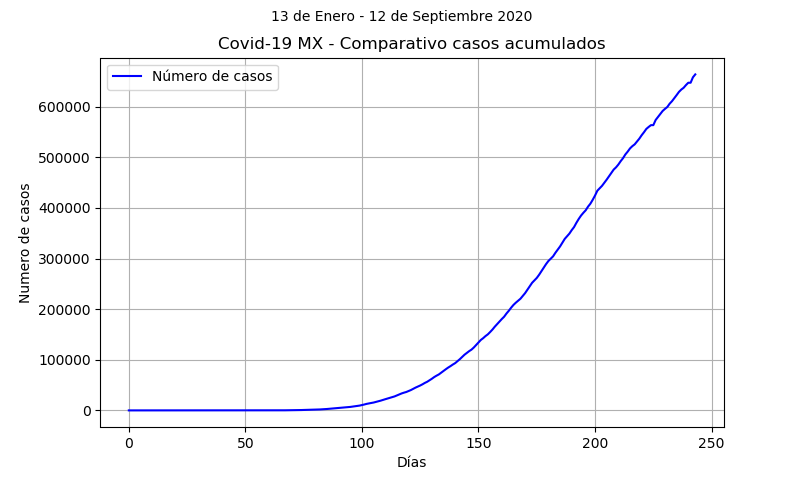 13 de Enero - 12 de Septiembre 2020
Covid-19 MX - Comparativo casos acumulados
Número de casos
600000
500000
400000
300000
200000
100000
0
Numero de casos
0 50 100 150 200 250
Días